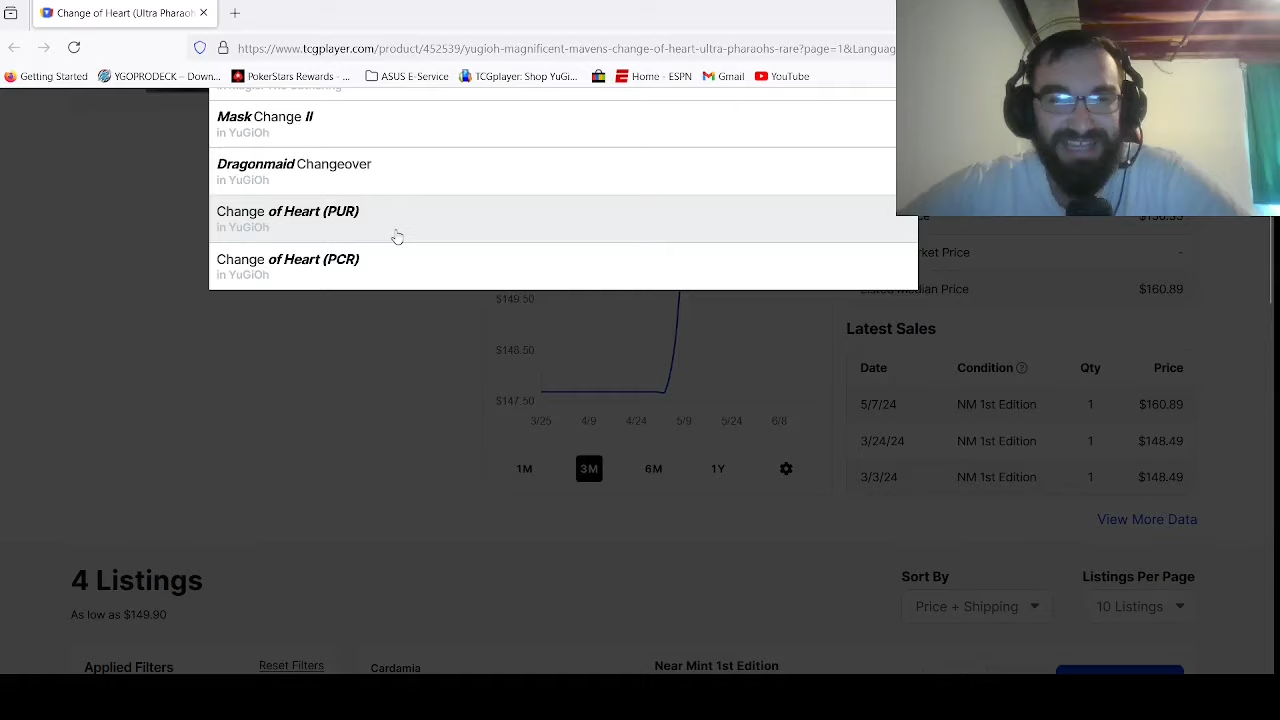 Change of Heart (Ultra Pharaoh
https://www.tcgplayer.com/product/452539/yugioh-magnificent-mavens-change-of-heart-ultra-pharaohs-rare?page=1&Languag
Getting Started YGOPRODECK – Down... PokerStars Rewards - ... ASUS E-Service TCGplayer: Shop YuGi... Home - ESPN Gmail YouTube
Mask Change II
in YuGiOh
Dragonmaid Changeover
in YuGiOh
Change of Heart (PUR)
in YuGiOh
Change of Heart (PCR)
in YuGiOh
ket Price -
Listed Median Price $160.89
$149.50
$148.50
$147.50
3/25 4/9 4/24 5/9 5/24 6/8
1M 3M 6M 1Y
Latest Sales
Date Condition Qty Price
5/7/24 NM 1st Edition 1 $160.89
3/24/24 NM 1st Edition 1 $148.49
3/3/24 NM 1st Edition 1 $148.49
View More Data
4 Listings
As low as $149.90
Sort By
Price + Shipping
Listings Per Page
10 Listings
Applied Filters Reset Filters
Cardamia
Near Mint 1st Edition